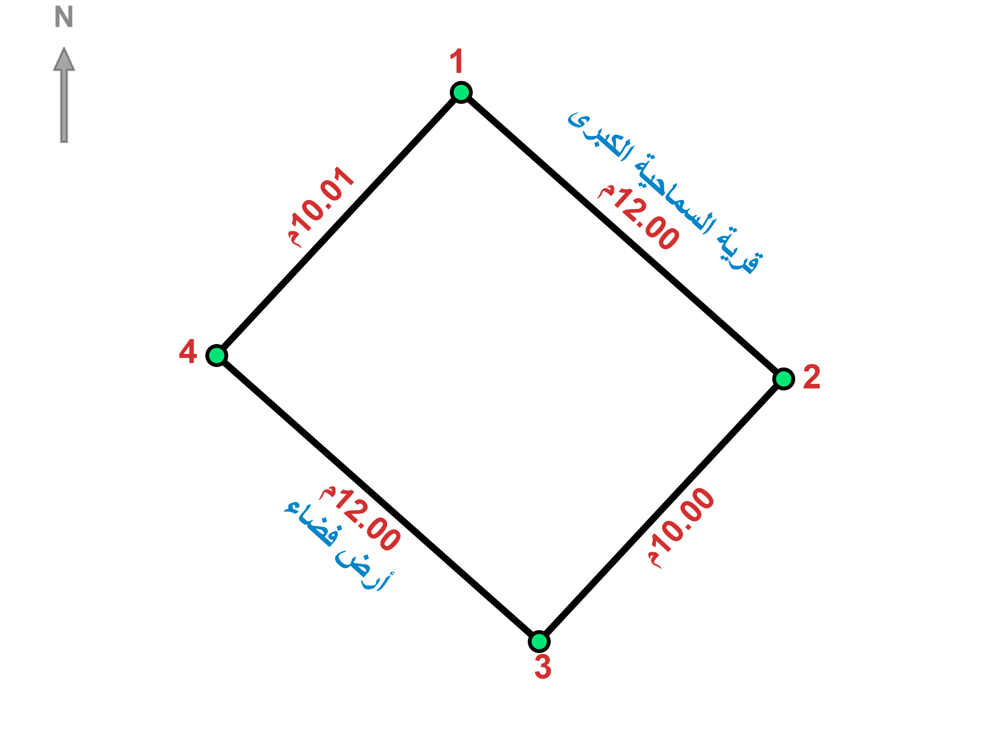 N
1
10.01م
قرية السماحية الكبرى
12.00م
4
2
12.00م
أرض فضاء
10.00م
3